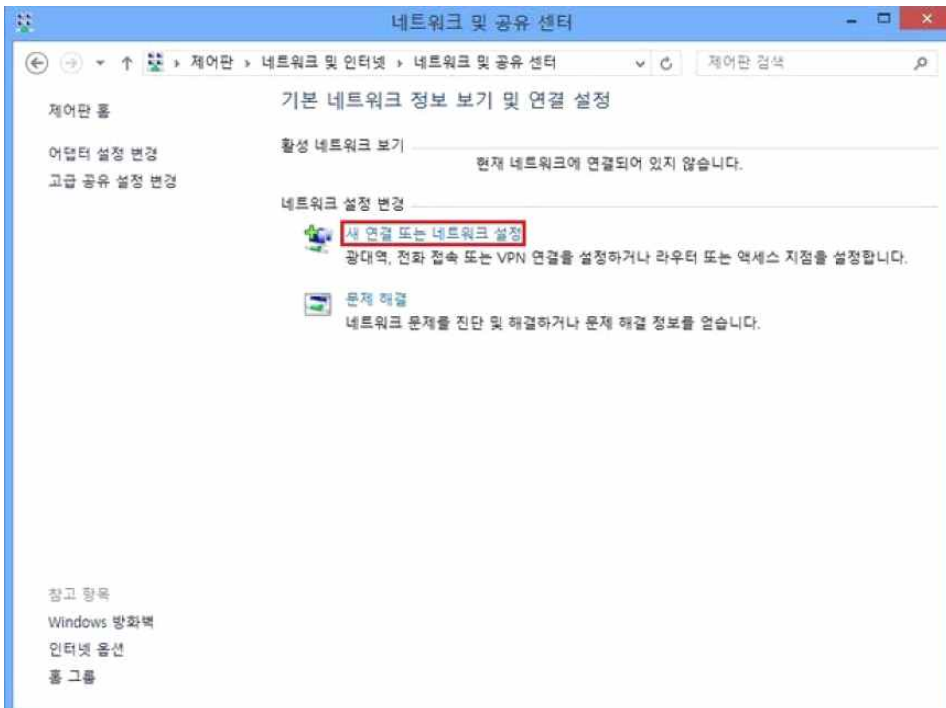 네트워크 및 공유 센터
제어판 › 네트워크 및 인터넷 › 네트워크 및 공유 센터
제어판 검색
제어판 홈
어댑터 설정 변경
고급 공유 설정 변경
기본 네트워크 정보 보기 및 연결 설정
활성 네트워크 보기
현재 네트워크에 연결되어 있지 않습니다.
네트워크 설정 변경
새 연결 또는 네트워크 설정
광대역, 전화 접속 또는 VPN 연결을 설정하거나 라우터 또는 액세스 지점을 설정합니다.
문제 해결
네트워크 문제를 진단 및 해결하거나 문제 해결 정보를 얻습니다.
참고 항목
Windows 방화벽
인터넷 옵션
홈 그룹